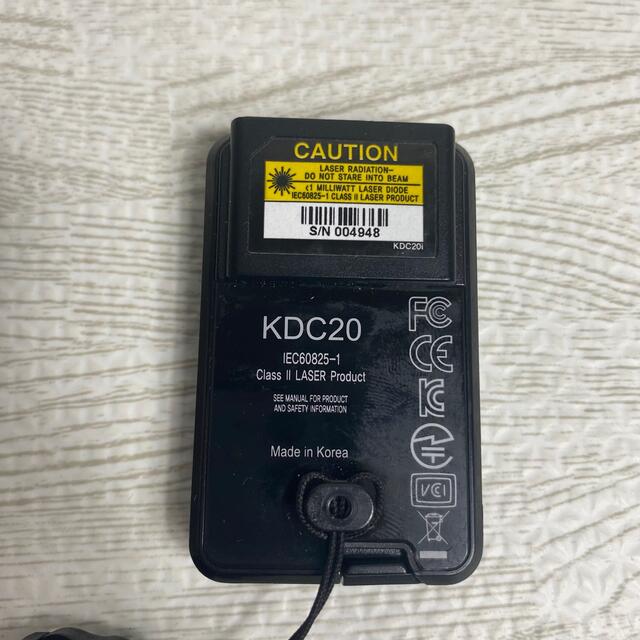 CAUTION
LASER RADIATION-
DO NOT STARE INTO BEAM
<1 MILLIWATT LASER DIODE
IEC60825-1 CLASS II LASER PRODUCT
S/N 004948
KDC20i
KDC20
IEC60825-1
Class II LASER Product
SEE MANUAL FOR PRODUCT
AND SAFETY INFORMATION
Made in Korea
FC
CE
VCI